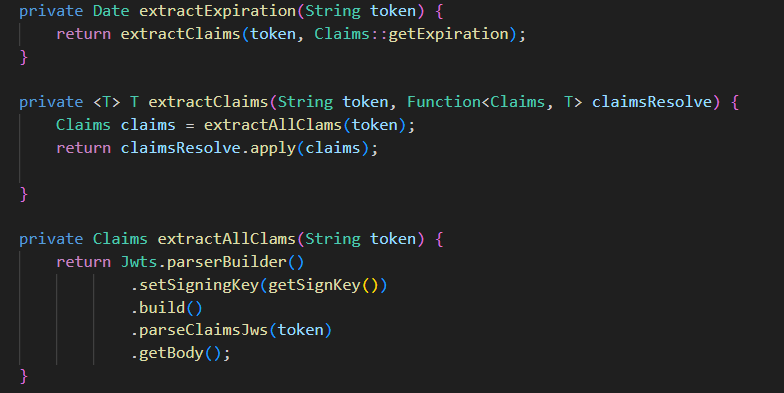 private Date extractExpiration(String token) {
    return extractClaims(token, Claims::getExpiration);
}
private <T> T extractClaims(String token, Function<Claims, T> claimsResolve) {
    Claims claims = extractAllClams(token);
    return claimsResolve.apply(claims);
}
private Claims extractAllClams(String token) {
    return Jwts.parserBuilder()
            .setSigningKey(getSignKey())
            .build()
            .parseClaimsJws(token)
            .getBody();
}